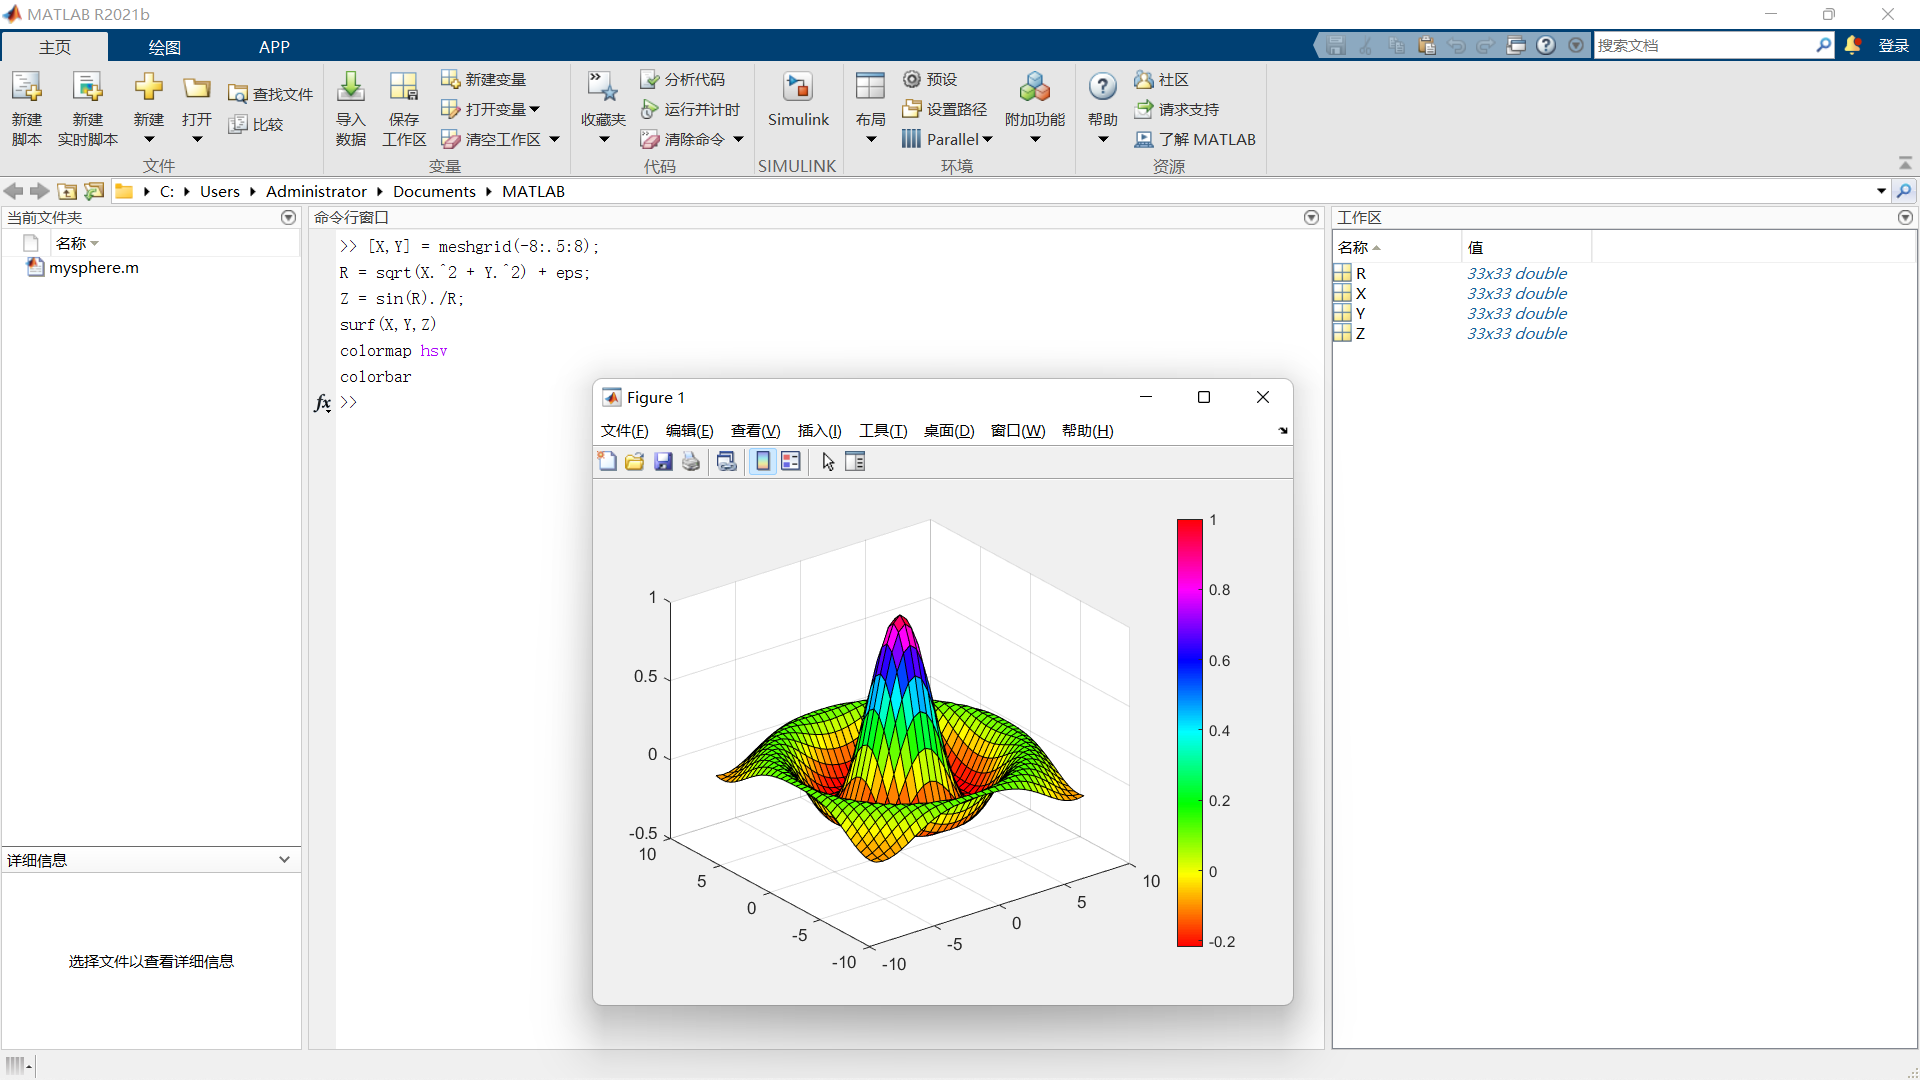 MATLAB R2021b
主页 绘图 APP
搜索文档
登录
新建
脚本
新建
实时脚本
新建
打开
查找文件
比较
文件
导入
数据
保存
工作区
新建变量
打开变量
清空工作区
变量
收藏夹
分析代码
运行并计时
清除命令
代码
Simulink
SIMULINK
布局
预设
设置路径
Parallel
附加功能
环境
帮助
社区
请求支持
了解 MATLAB
资源
C: Users Administrator Documents MATLAB
当前文件夹
名称
mysphere.m
详细信息
选择文件以查看详细信息
命令行窗口
>> [X,Y] = meshgrid(-8:.5:8);
R = sqrt(X.^2 + Y.^2) + eps;
Z = sin(R)./R;
surf(X,Y,Z)
colormap hsv
colorbar
fx >>
Figure 1
文件(F) 编辑(E) 查看(V) 插入(I) 工具(T) 桌面(D) 窗口(W) 帮助(H)
1
0.5
0
-0.5
10
5
0
-5
-10
-10
-5
0
5
10
1
0.8
0.6
0.4
0.2
0
-0.2
工作区
名称 值
R 33x33 double
X 33x33 double
Y 33x33 double
Z 33x33 double